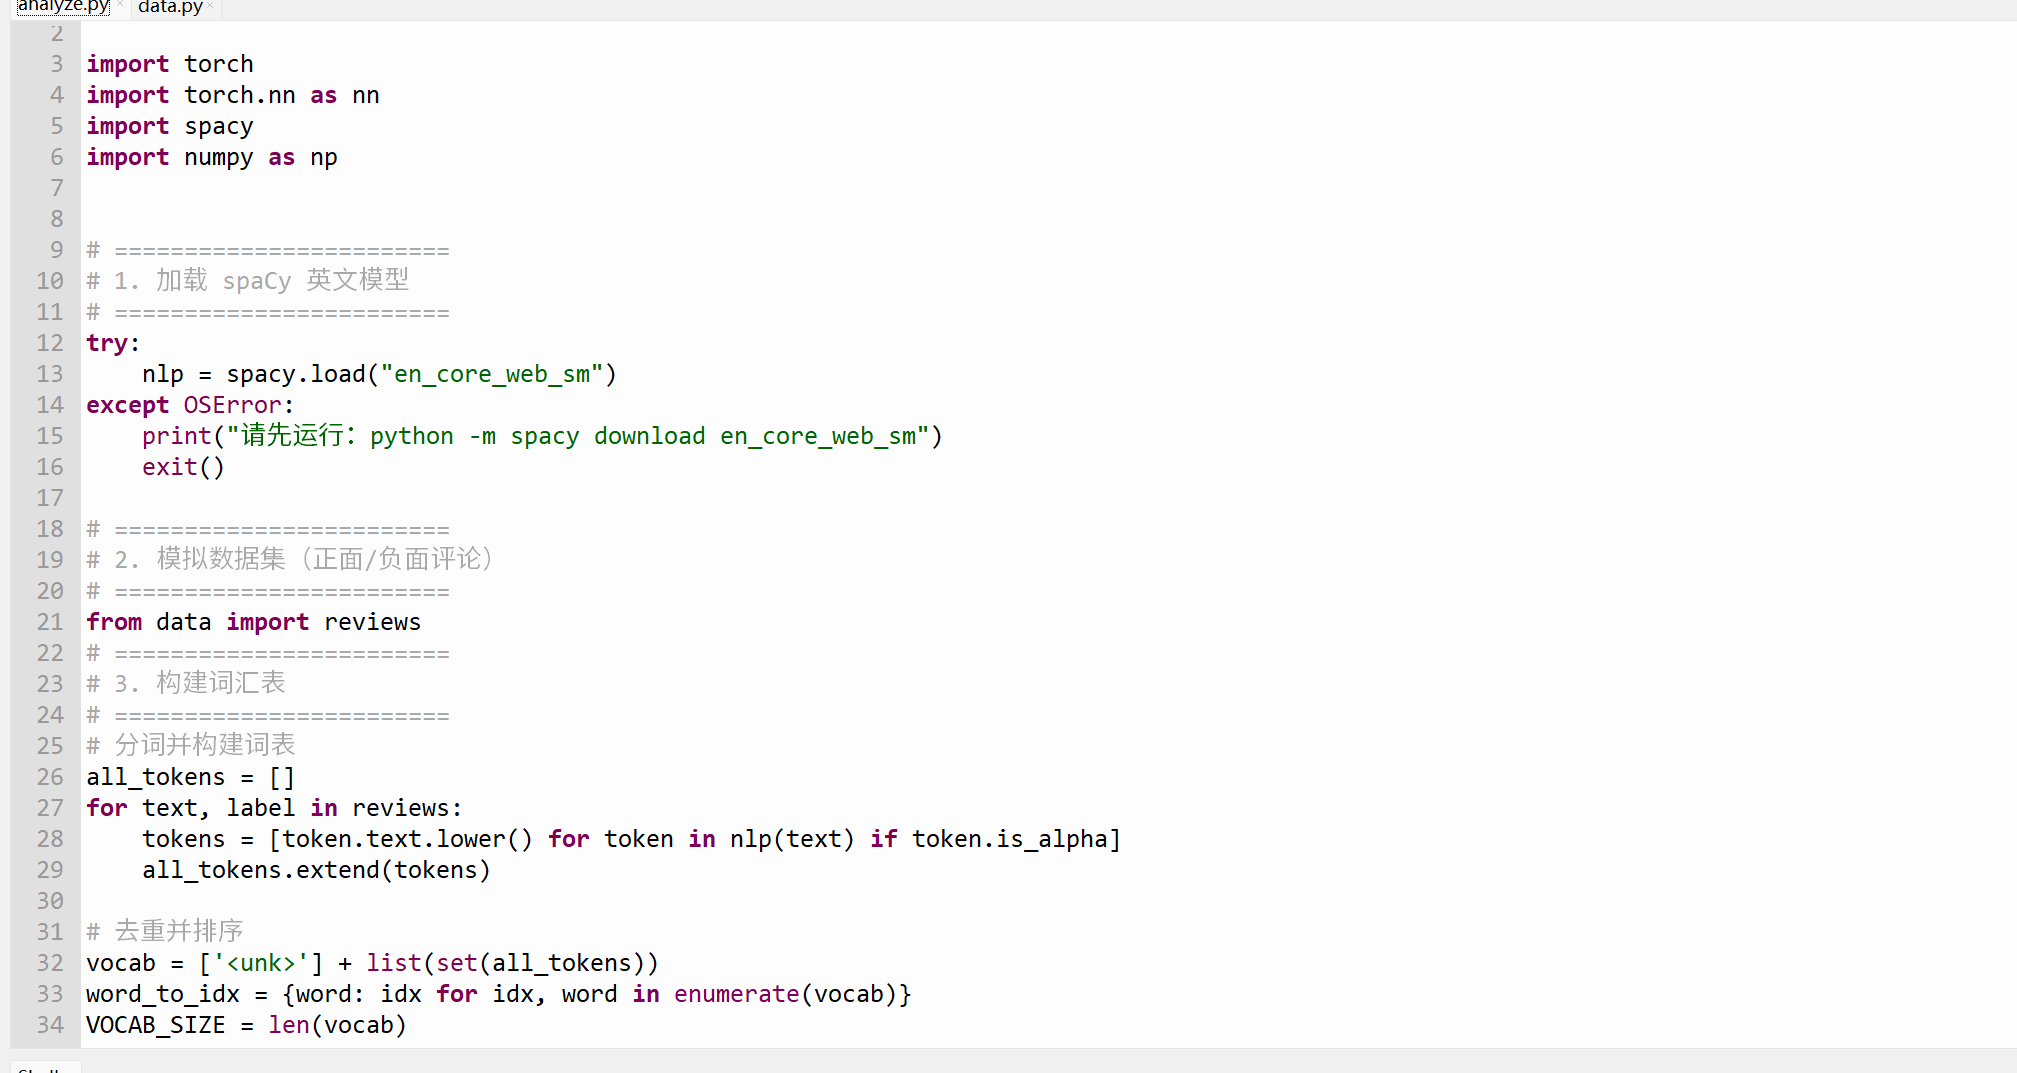 analyze.py × data.py ×
2
3 import torch
4 import torch.nn as nn
5 import spacy
6 import numpy as np
7
8
9 # ========================
10 # 1. 加载 spaCy 英文模型
11 # ========================
12 try:
13     nlp = spacy.load("en_core_web_sm")
14 except OSError:
15     print("请先运行：python -m spacy download en_core_web_sm")
16     exit()
17
18 # ========================
19 # 2. 模拟数据集（正面/负面评论）
20 # ========================
21 from data import reviews
22 # ========================
23 # 3. 构建词汇表
24 # ========================
25 # 分词并构建词表
26 all_tokens = []
27 for text, label in reviews:
28     tokens = [token.text.lower() for token in nlp(text) if token.is_alpha]
29     all_tokens.extend(tokens)
30
31 # 去重并排序
32 vocab = ['<unk>'] + list(set(all_tokens))
33 word_to_idx = {word: idx for idx, word in enumerate(vocab)}
34 VOCAB_SIZE = len(vocab)